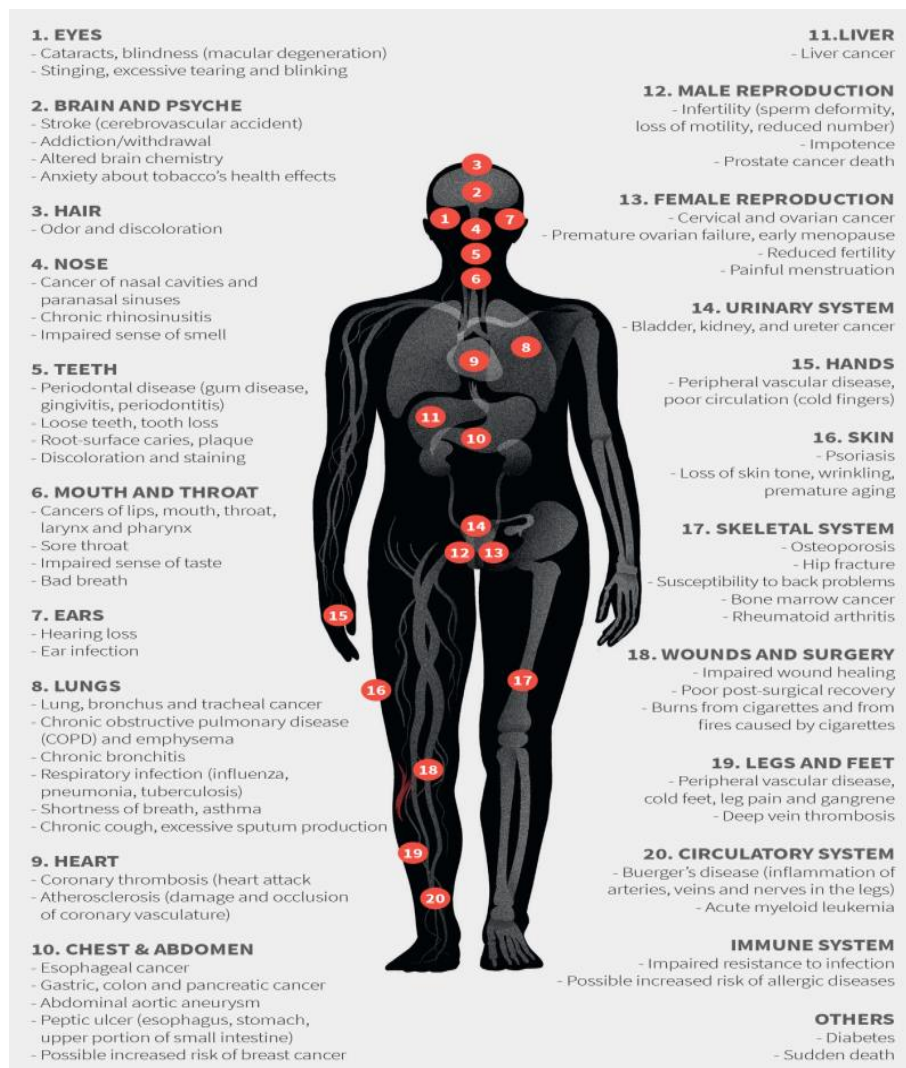 1. EYES
- Cataracts, blindness (macular degeneration)
- Stinging, excessive tearing and blinking
2. BRAIN AND PSYCHE
- Stroke (cerebrovascular accident)
- Addiction/withdrawal
- Altered brain chemistry
- Anxiety about tobacco's health effects
3. HAIR
- Odor and discoloration
4. NOSE
- Cancer of nasal cavities and
paranasal sinuses
- Chronic rhinosinusitis
- Impaired sense of smell
5. TEETH
- Periodontal disease (gum disease,
gingivitis, periodontitis)
- Loose teeth, tooth loss
- Root-surface caries, plaque
- Discoloration and staining
6. MOUTH AND THROAT
- Cancers of lips, mouth, throat,
larynx and pharynx
- Sore throat
- Impaired sense of taste
- Bad breath
7. EARS
- Hearing loss
- Ear infection
8. LUNGS
- Lung, bronchus and tracheal cancer
- Chronic obstructive pulmonary disease
(COPD) and emphysema
- Chronic bronchitis
- Respiratory infection (influenza,
pneumonia, tuberculosis)
- Shortness of breath, asthma
- Chronic cough, excessive sputum production
9. HEART
- Coronary thrombosis (heart attack
- Atherosclerosis (damage and occlusion
of coronary vasculature)
10. CHEST & ABDOMEN
- Esophageal cancer
- Gastric, colon and pancreatic cancer
- Abdominal aortic aneurysm
- Peptic ulcer (esophagus, stomach,
upper portion of small intestine)
- Possible increased risk of breast cancer
3
2
1
7
4
5
6
8
9
11
10
14
12
13
15
16
17
18
19
20
11.LIVER
- Liver cancer
12. MALE REPRODUCTION
- Infertility (sperm deformity,
loss of motility, reduced number)
- Impotence
- Prostate cancer death
13. FEMALE REPRODUCTION
- Cervical and ovarian cancer
- Premature ovarian failure, early menopause
- Reduced fertility
- Painful menstruation
14. URINARY SYSTEM
- Bladder, kidney, and ureter cancer
15. HANDS
- Peripheral vascular disease,
poor circulation (cold fingers)
16. SKIN
- Psoriasis
- Loss of skin tone, wrinkling,
premature aging
17. SKELETAL SYSTEM
- Osteoporosis
- Hip fracture
- Susceptibility to back problems
- Bone marrow cancer
- Rheumatoid arthritis
18. WOUNDS AND SURGERY
- Impaired wound healing
- Poor post-surgical recovery
- Burns from cigarettes and from
fires caused by cigarettes
19. LEGS AND FEET
- Peripheral vascular disease,
cold feet, leg pain and gangrene
- Deep vein thrombosis
20. CIRCULATORY SYSTEM
- Buerger's disease (inflammation of
arteries, veins and nerves in the legs)
- Acute myeloid leukemia
IMMUNE SYSTEM
- Impaired resistance to infection
- Possible increased risk of allergic diseases
OTHERS
- Diabetes
- Sudden death